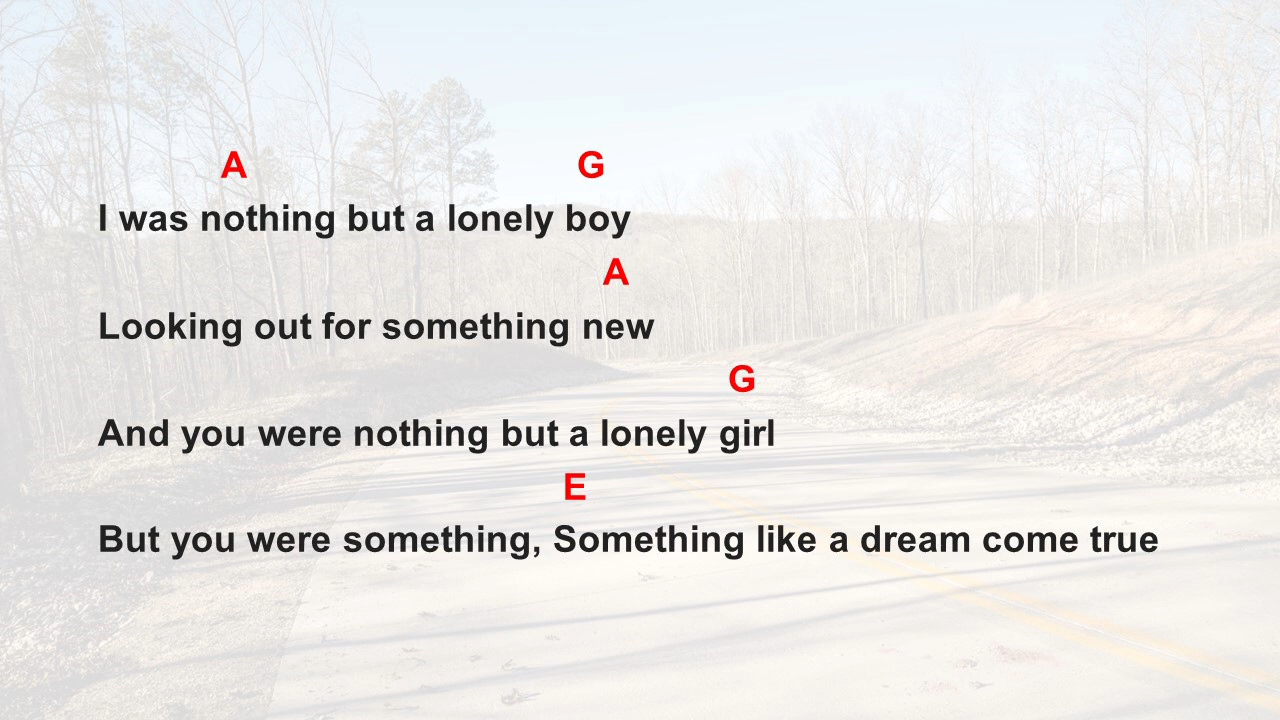 A G
I was nothing but a lonely boy
A
Looking out for something new
G
And you were nothing but a lonely girl
E
But you were something, Something like a dream come true